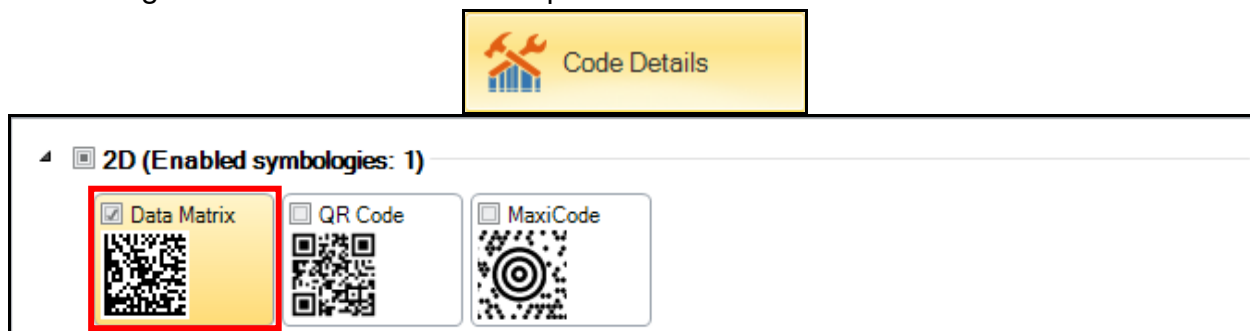 Code Details
2D (Enabled symbologies: 1)
Data Matrix
QR Code
MaxiCode